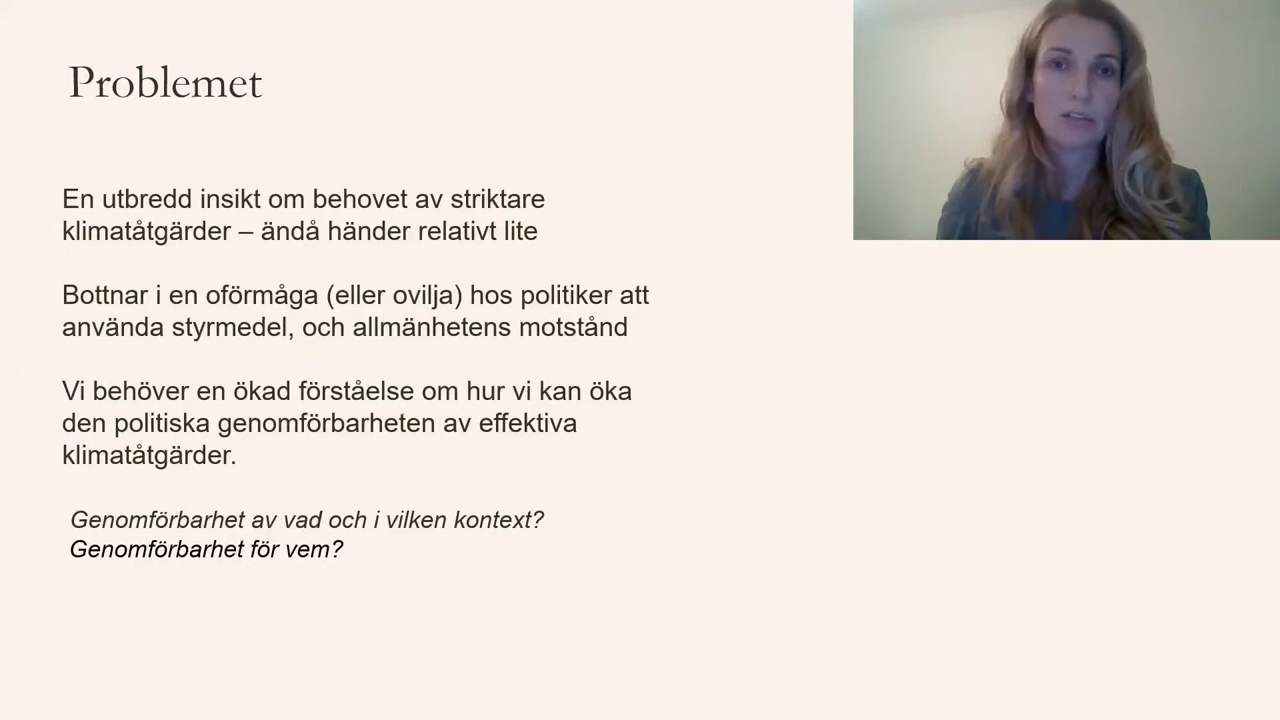 Problemet
En utbredd insikt om behovet av striktare
klimatåtgärder – ändå händer relativt lite
Bottnar i en oförmåga (eller ovilja) hos politiker att
använda styrmedel, och allmänhetens motstånd
Vi behöver en ökad förståelse om hur vi kan öka
den politiska genomförbarheten av effektiva
klimatåtgärder.
Genomförbarhet av vad och i vilken kontext?
Genomförbarhet för vem?